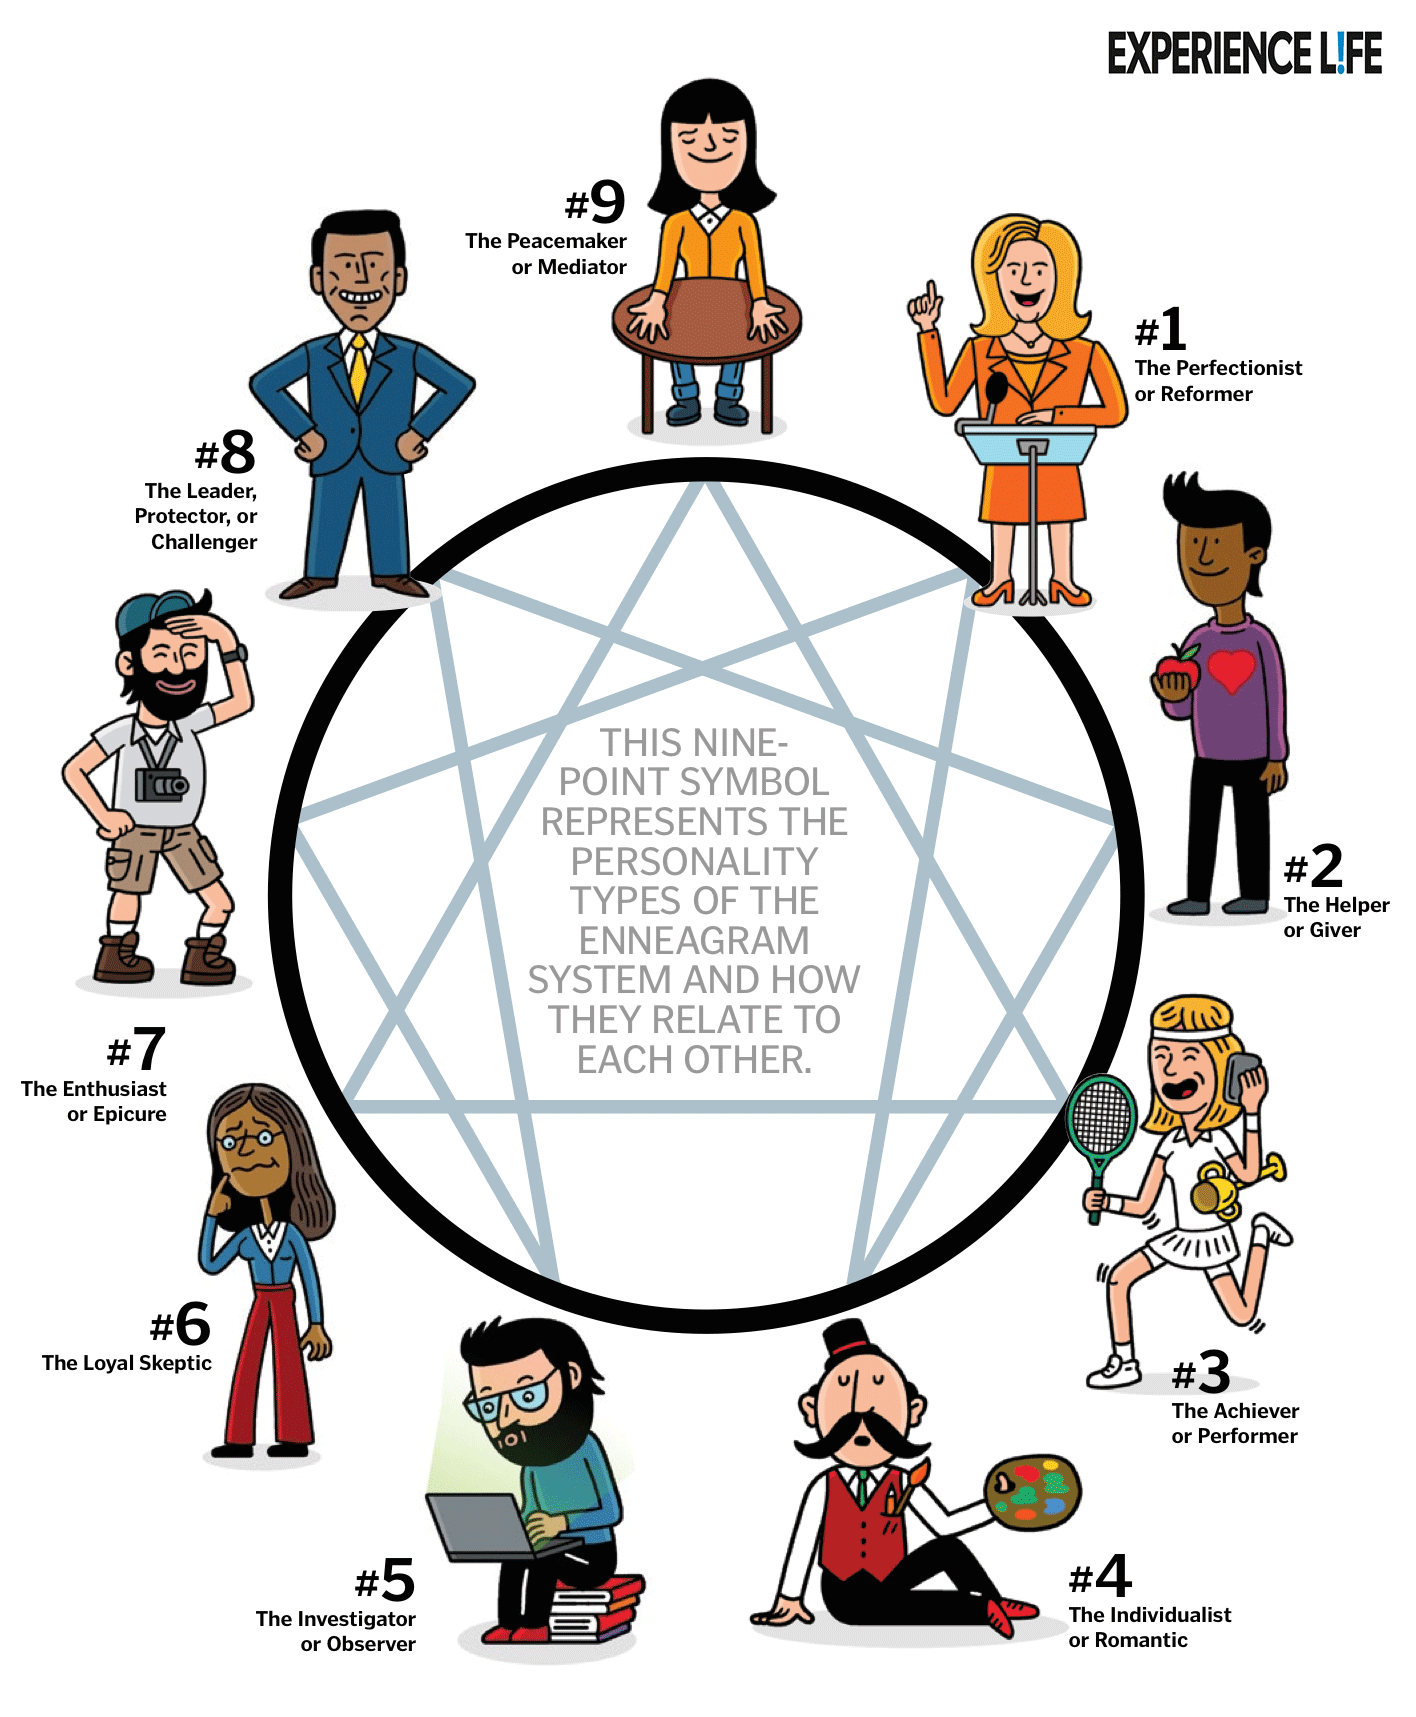 EXPERIENCE L!FE
#9
The Peacemaker
or Mediator
#1
The Perfectionist
or Reformer
#8
The Leader,
Protector, or
Challenger
#2
The Helper
or Giver
THIS NINE-
POINT SYMBOL
REPRESENTS THE
PERSONALITY
TYPES OF THE
ENNEAGRAM
SYSTEM AND HOW
THEY RELATE TO
EACH OTHER.
#7
The Enthusiast
or Epicure
#3
The Achiever
or Performer
#6
The Loyal Skeptic
#4
The Individualist
or Romantic
#5
The Investigator
or Observer